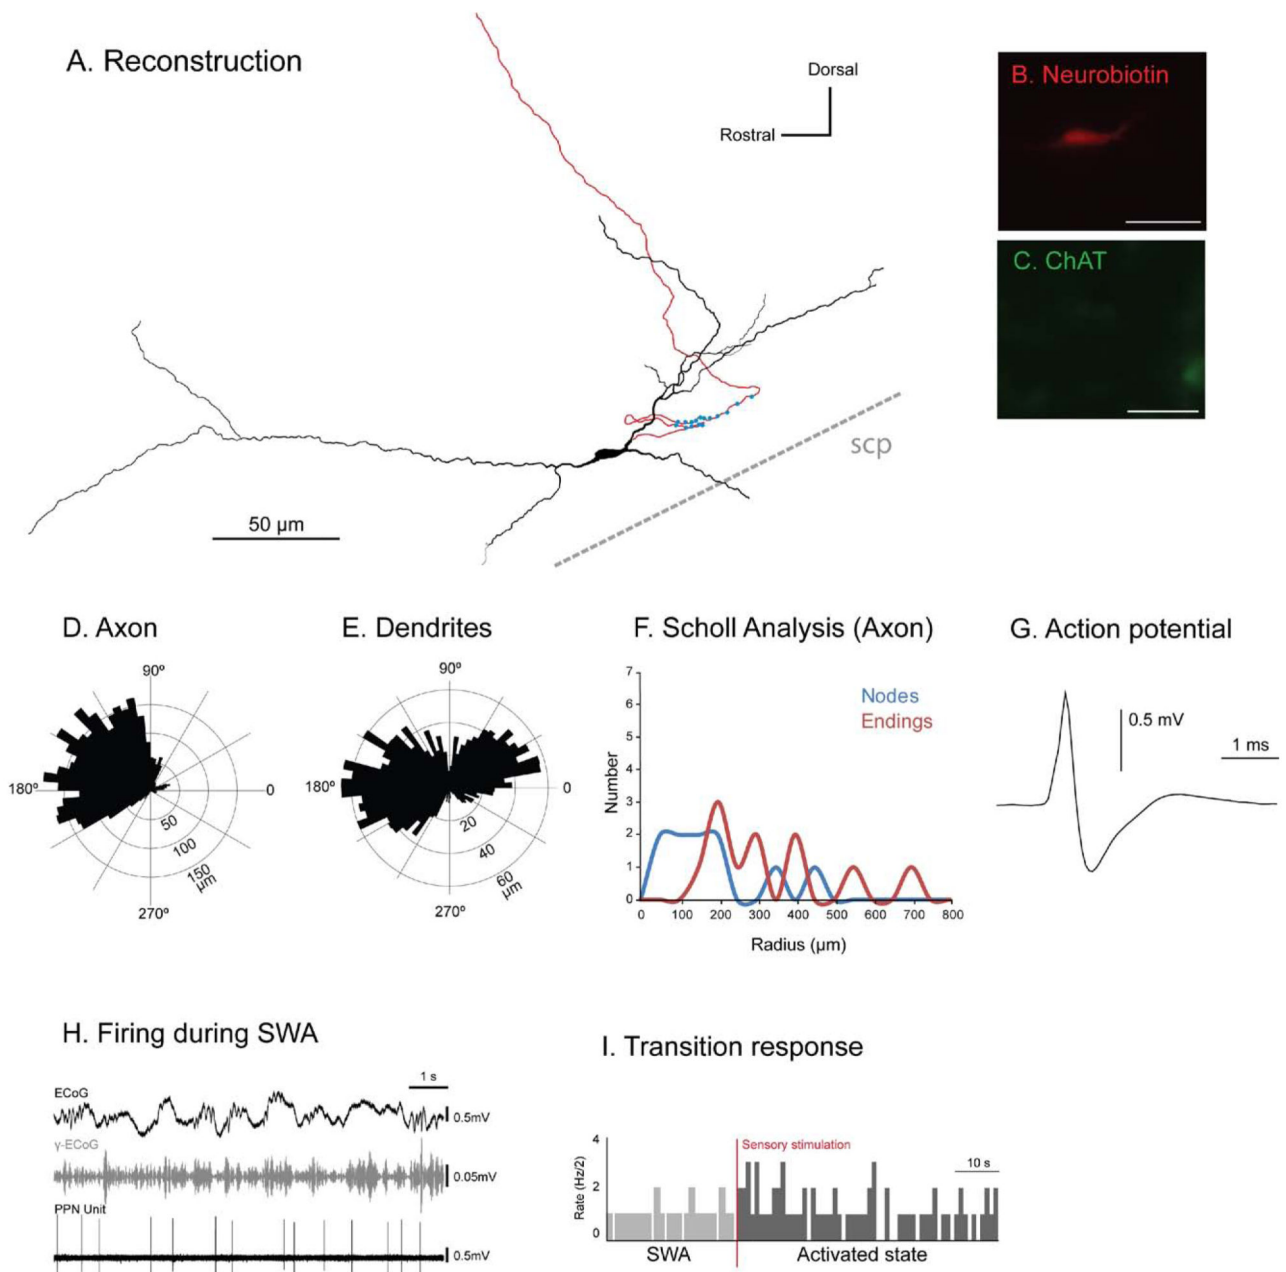 A. Reconstruction
Dorsal
Rostral
B. Neurobiotin
C. ChAT
scp
50 µm
D. Axon
90º
180º
0
50
100
150
µm
270º
E. Dendrites
90º
180º
0
20
40
60
µm
270º
F. Scholl Analysis (Axon)
Nodes
Endings
Number
7
6
5
4
3
2
1
0
0 100 200 300 400 500 600 700 800
Radius (µm)
G. Action potential
0.5 mV
1 ms
H. Firing during SWA
1 s
ECoG
0.5mV
γ-ECoG
0.05mV
PPN Unit
0.5mV
I. Transition response
Sensory stimulation
10 s
Rate (Hz/2)
4
2
0
SWA
Activated state